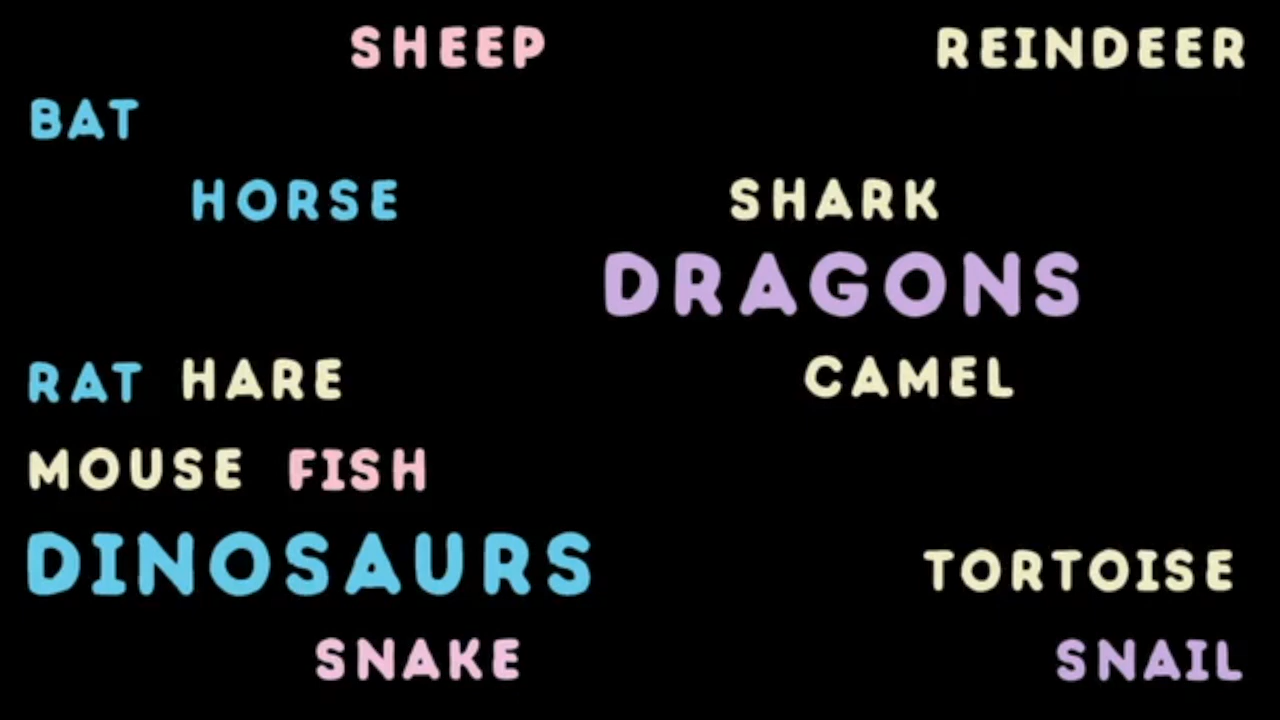 SHEEP REINDEER
BAT
HORSE SHARK
DRAGONS
RAT HARE CAMEL
MOUSE FISH
DINOSAURS TORTOISE
SNAKE SNAIL